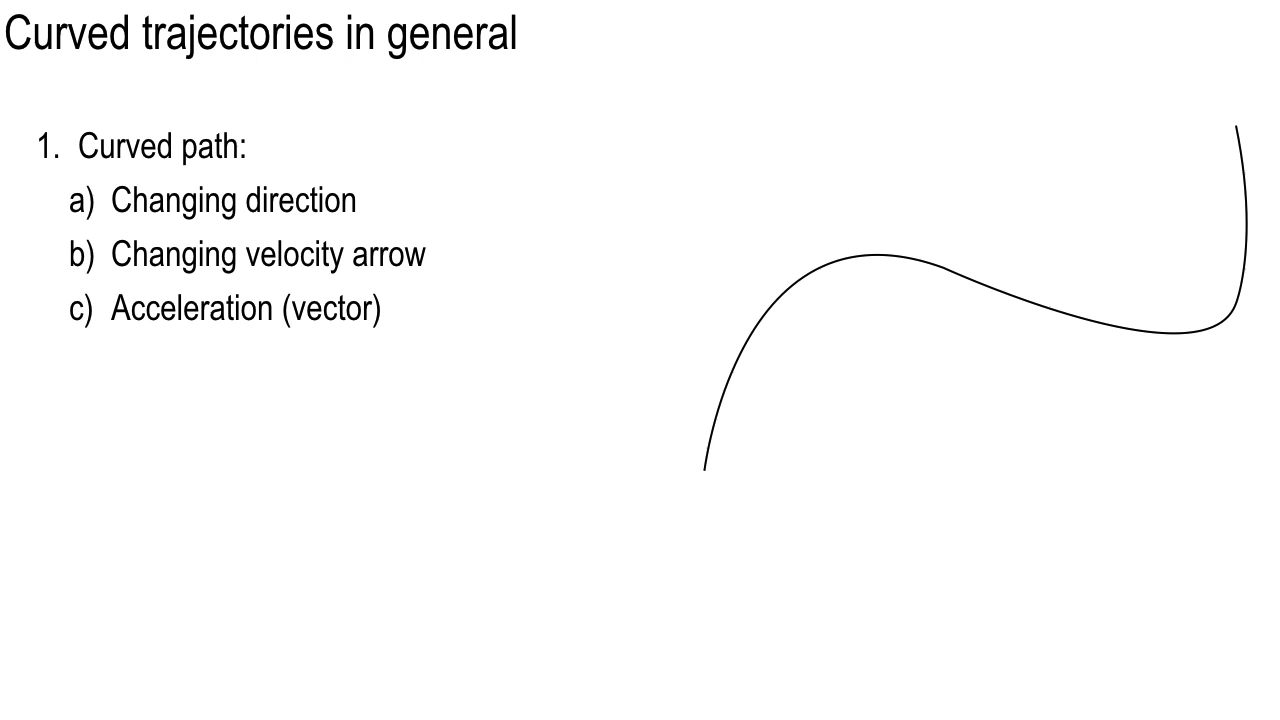 Curved trajectories in general
1. Curved path:
a) Changing direction
b) Changing velocity arrow
c) Acceleration (vector)